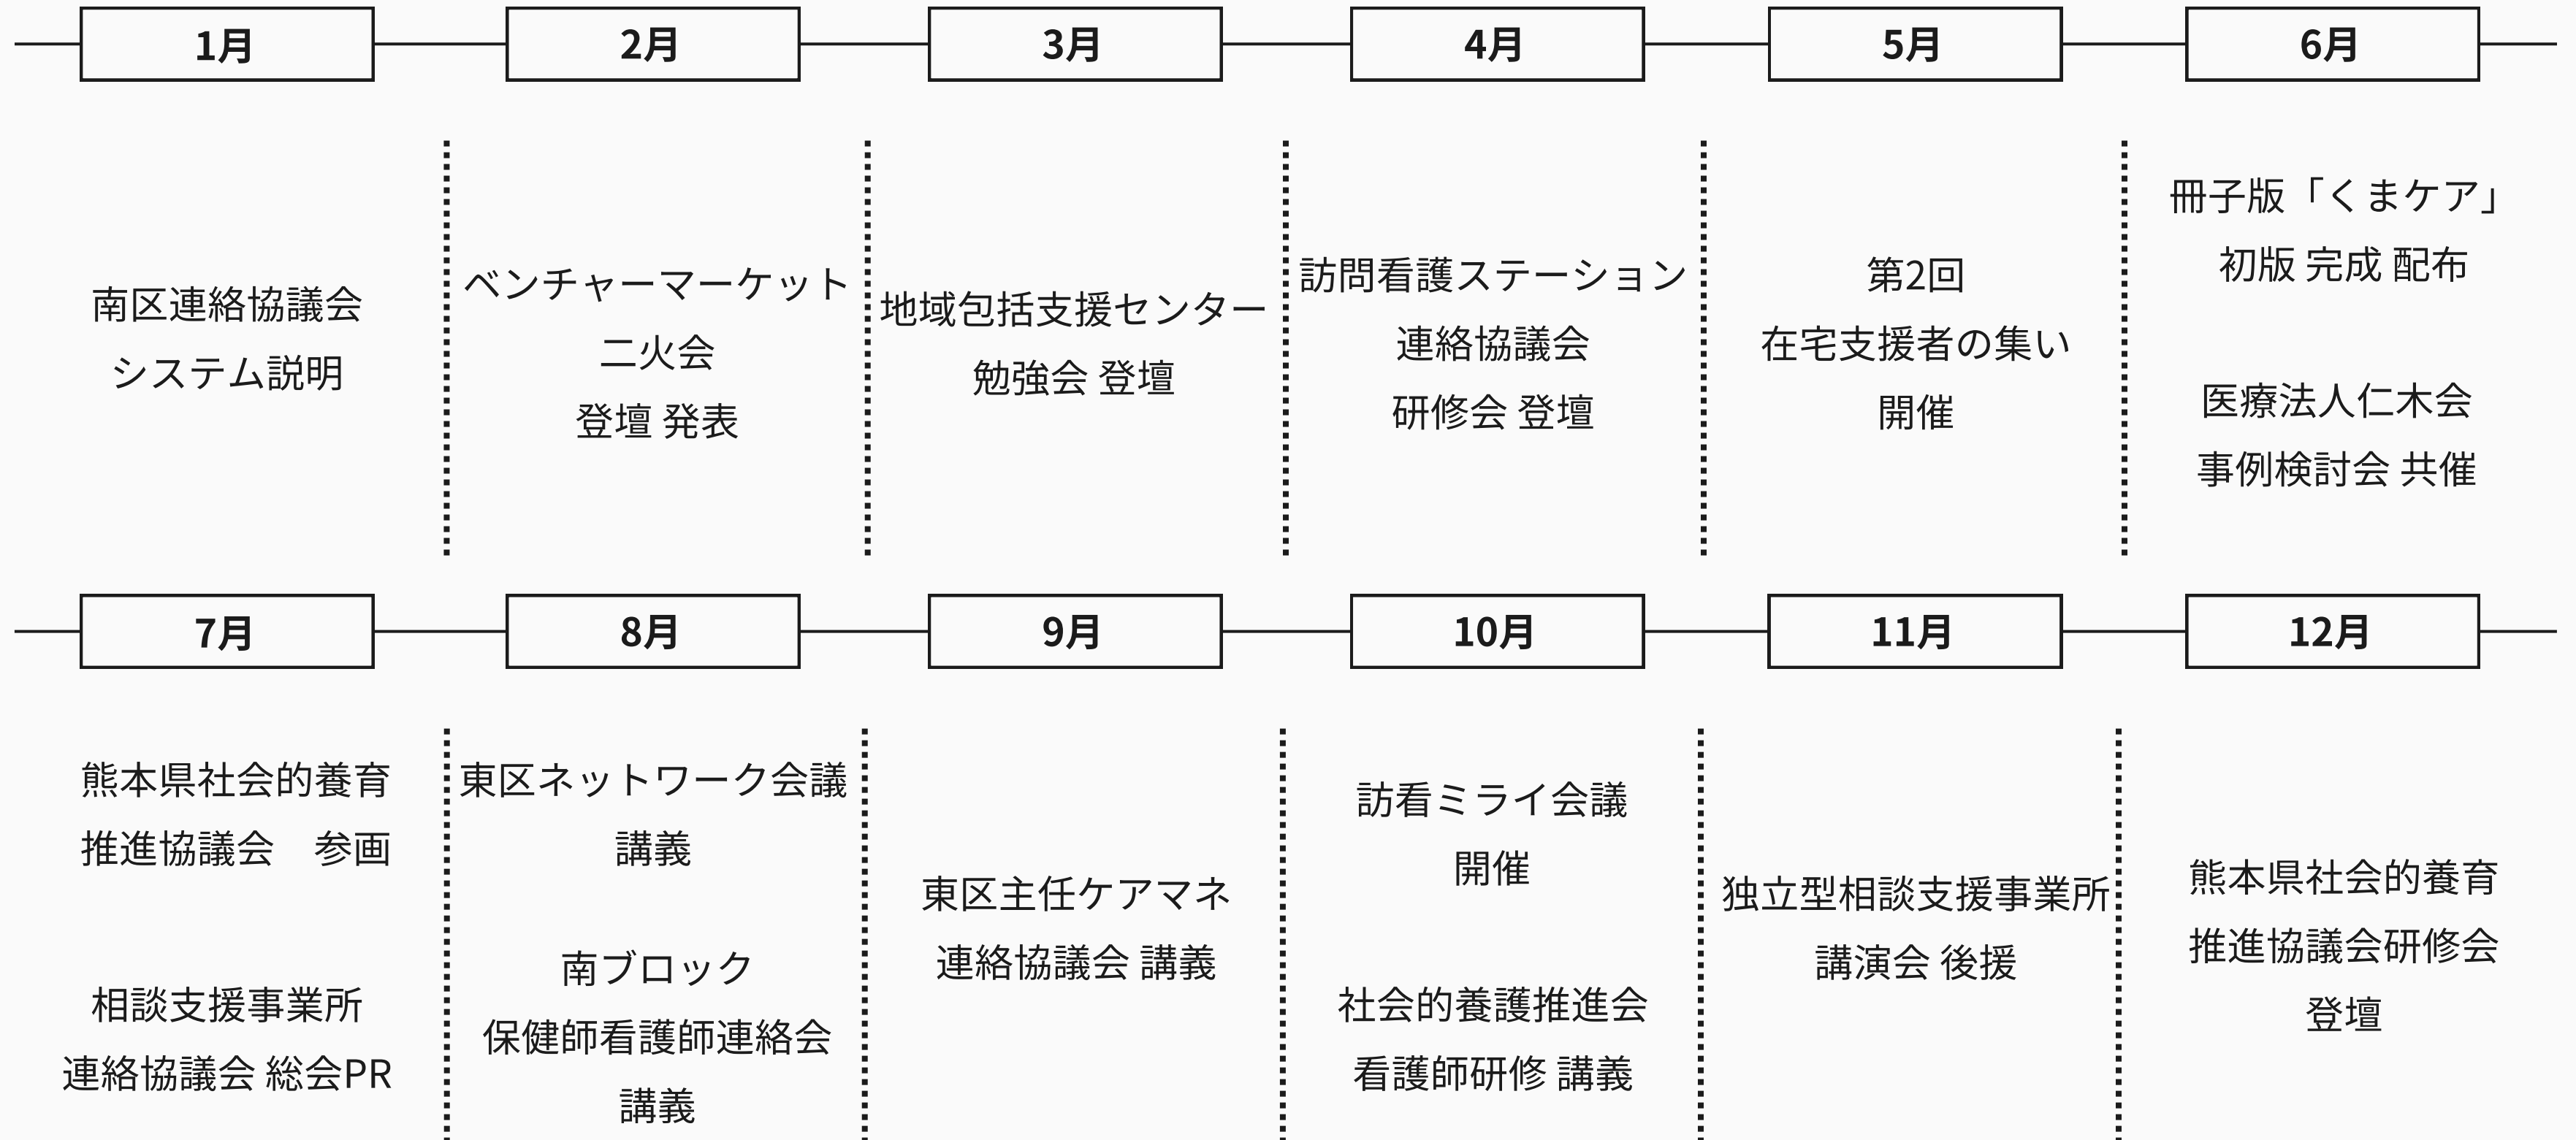 1月
2月
3月
4月
5月
6月
南区連絡協議会
システム説明
ベンチャーマーケット
二火会
登壇 発表
地域包括支援センター
勉強会 登壇
訪問看護ステーション
連絡協議会
研修会 登壇
第2回
在宅支援者の集い
開催
冊子版「くまケア」
初版 完成 配布
医療法人仁木会
事例検討会 共催
7月
8月
9月
10月
11月
12月
熊本県社会的養育
推進協議会　参画
相談支援事業所
連絡協議会 総会PR
東区ネットワーク会議
講義
南ブロック
保健師看護師連絡会
講義
東区主任ケアマネ
連絡協議会 講義
訪看ミライ会議
開催
社会的養護推進会
看護師研修 講義
独立型相談支援事業所
講演会 後援
熊本県社会的養育
推進協議会研修会
登壇